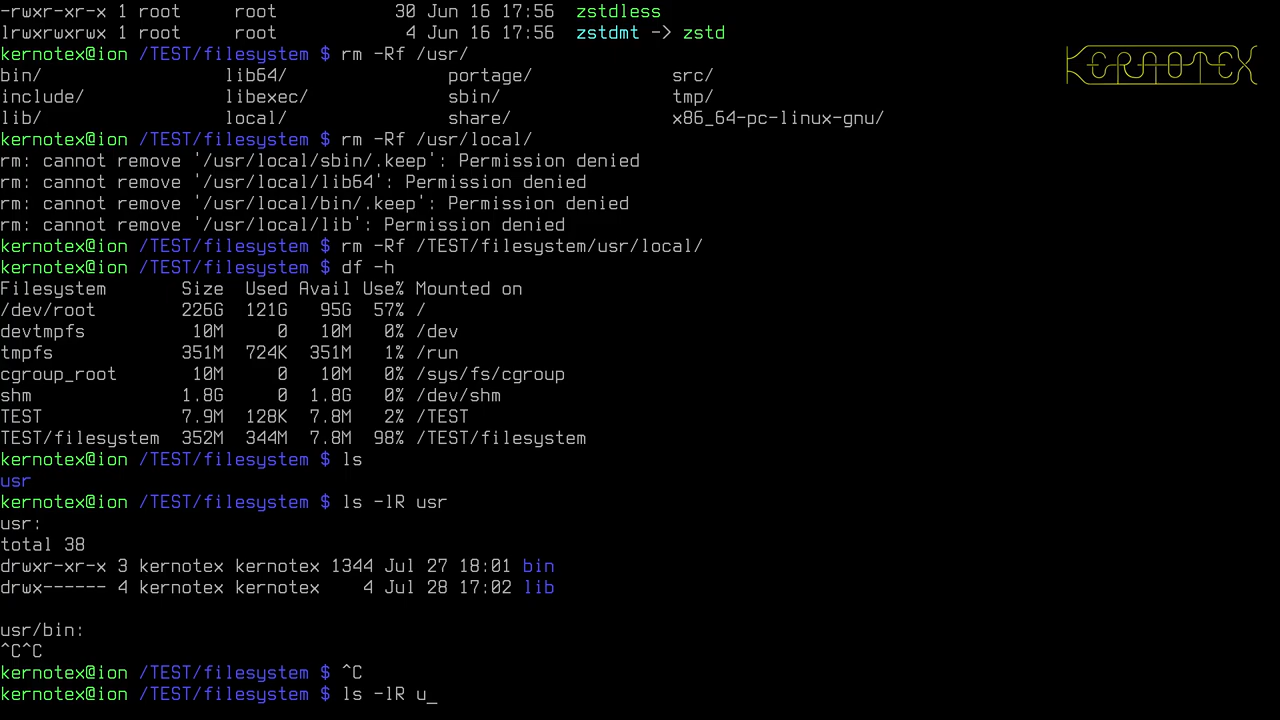 -rwxr-xr-x 1 root     root           30 Jun 16 17:56 zstdless
lrwxrwxrwx 1 root     root            4 Jun 16 17:56 zstdmt -> zstd
KERNOTEX
kernotex@ion /TEST/filesystem $ rm -Rf /usr/
bin/                 lib64/               portage/             src/
include/             libexec/             sbin/                tmp/
lib/                 local/               share/               x86_64-pc-linux-gnu/
kernotex@ion /TEST/filesystem $ rm -Rf /usr/local/
rm: cannot remove '/usr/local/sbin/.keep': Permission denied
rm: cannot remove '/usr/local/lib64': Permission denied
rm: cannot remove '/usr/local/bin/.keep': Permission denied
rm: cannot remove '/usr/local/lib': Permission denied
kernotex@ion /TEST/filesystem $ rm -Rf /TEST/filesystem/usr/local/
kernotex@ion /TEST/filesystem $ df -h
Filesystem       Size  Used Avail Use% Mounted on
/dev/root        226G  121G   95G  57% /
devtmpfs          10M     0   10M   0% /dev
tmpfs            351M  724K  351M   1% /run
cgroup_root       10M     0   10M   0% /sys/fs/cgroup
shm              1.8G     0  1.8G   0% /dev/shm
TEST             7.9M  128K  7.8M   2% /TEST
TEST/filesystem  352M  344M  7.8M  98% /TEST/filesystem
kernotex@ion /TEST/filesystem $ ls
usr
kernotex@ion /TEST/filesystem $ ls -lR usr
usr:
total 38
drwxr-xr-x 3 kernotex kernotex 1344 Jul 27 18:01 bin
drwx------ 4 kernotex kernotex    4 Jul 28 17:02 lib
usr/bin:
^C^C
kernotex@ion /TEST/filesystem $ ^C
kernotex@ion /TEST/filesystem $ ls -lR u_